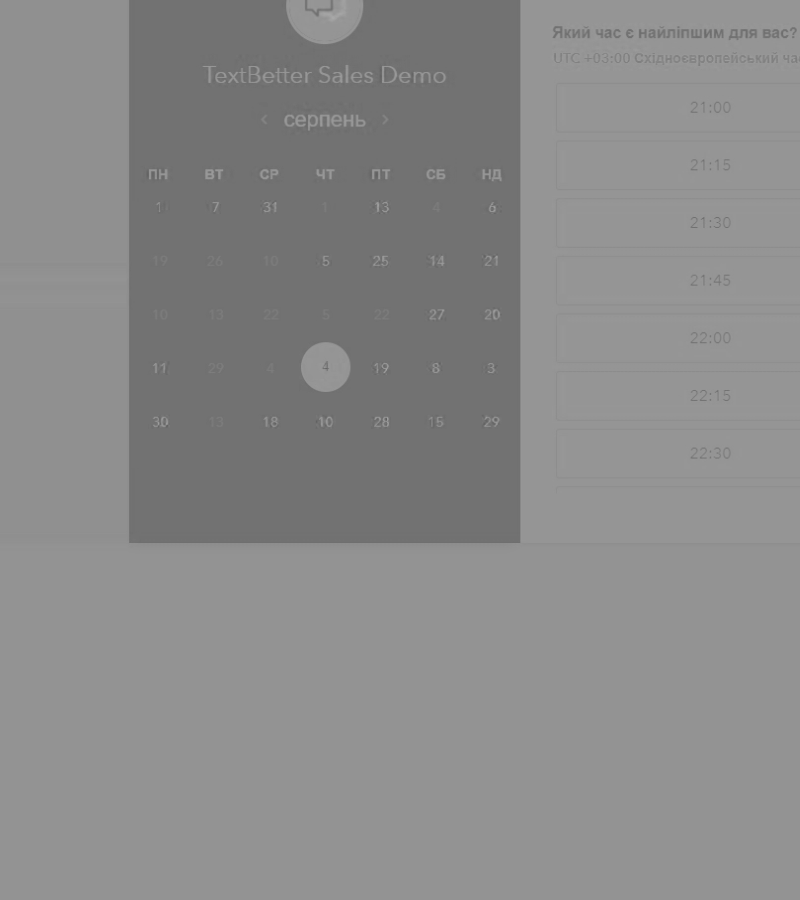 TextBetter Sales Demo
‹ серпень ›
ПН ВТ СР ЧТ ПТ СБ НД
1 7 31 1 13 4 6
19 26 10 5 25 14 21
10 13 22 5 22 27 20
11 29 4 4 19 8 3
30 13 18 10 28 15 29
Який час є найліпшим для вас?
UTC +03:00 Східноєвропейський
21:00
21:15
21:30
21:45
22:00
22:15
22:30